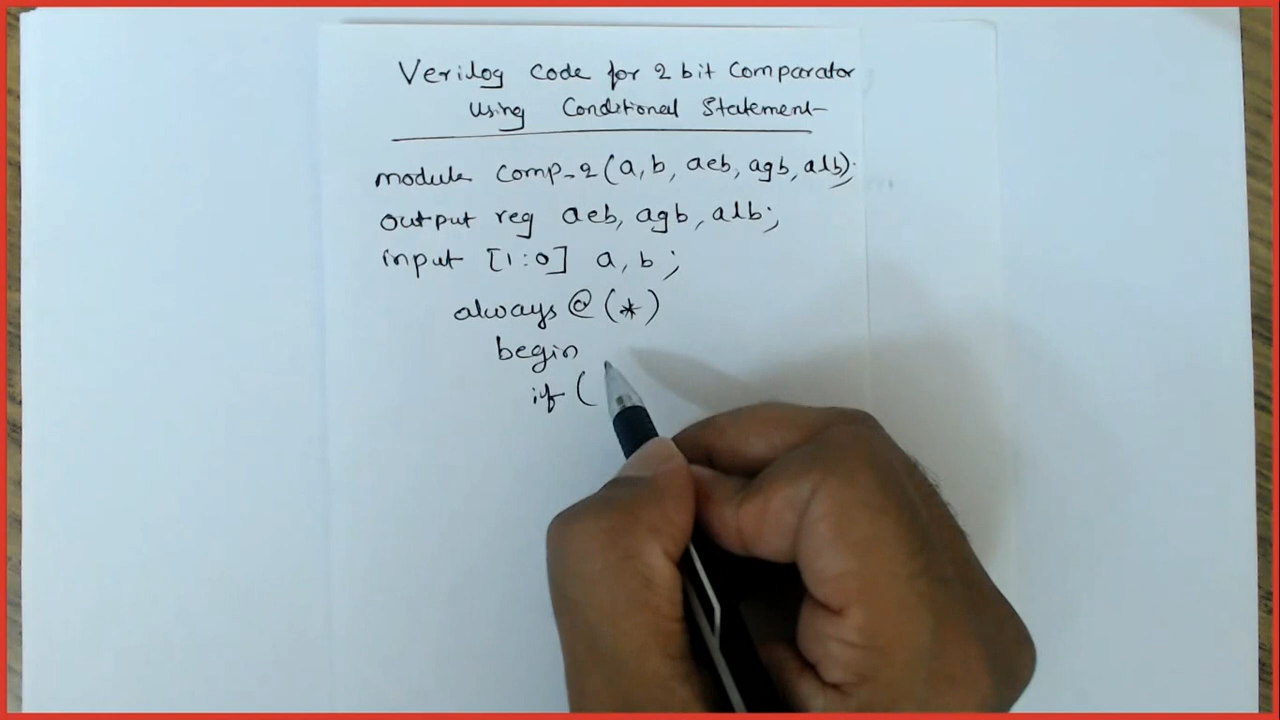 Verilog Code for 2 bit Comparator
Using Conditional Statement
module Comp_2(a,b, aeb, agb, alb);
output reg aeb, agb, alb;
input [1:0] a, b;
always @ (*)
begin
if (